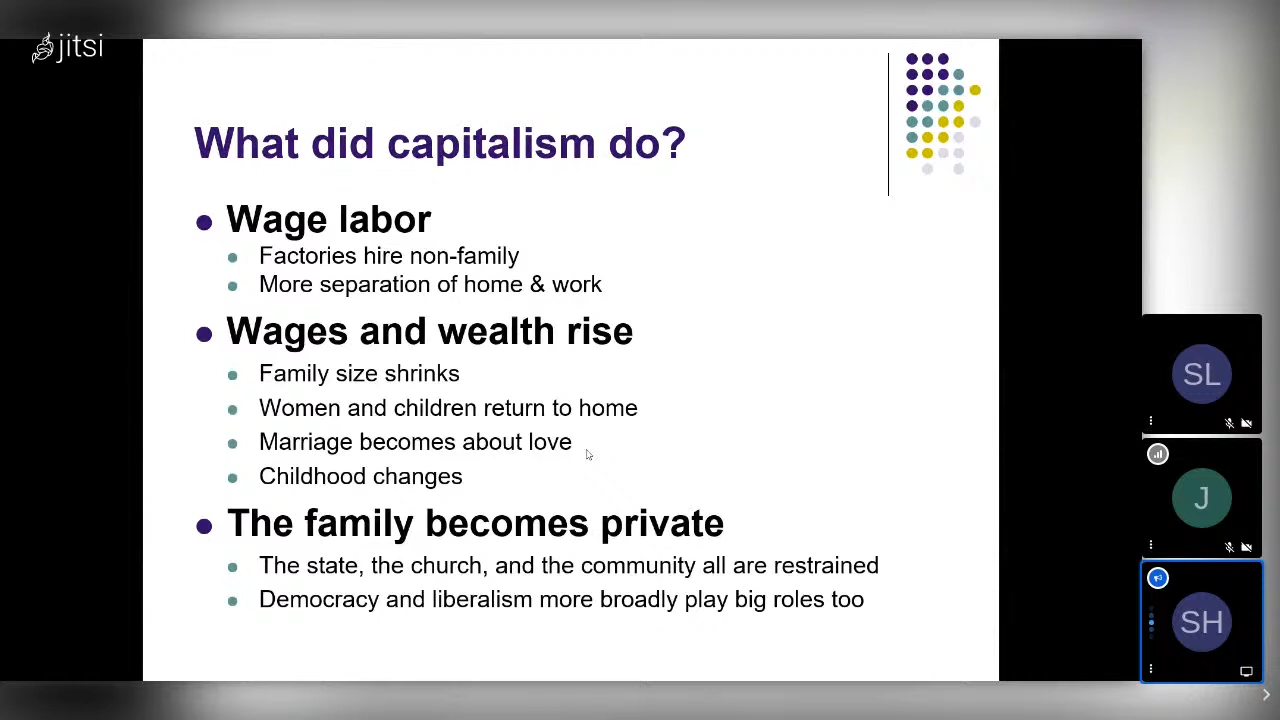 jitsi
What did capitalism do?
Wage labor
Factories hire non-family
More separation of home & work
Wages and wealth rise
Family size shrinks
Women and children return to home
Marriage becomes about love
Childhood changes
The family becomes private
The state, the church, and the community all are restrained
Democracy and liberalism more broadly play big roles too
SL
J
SH